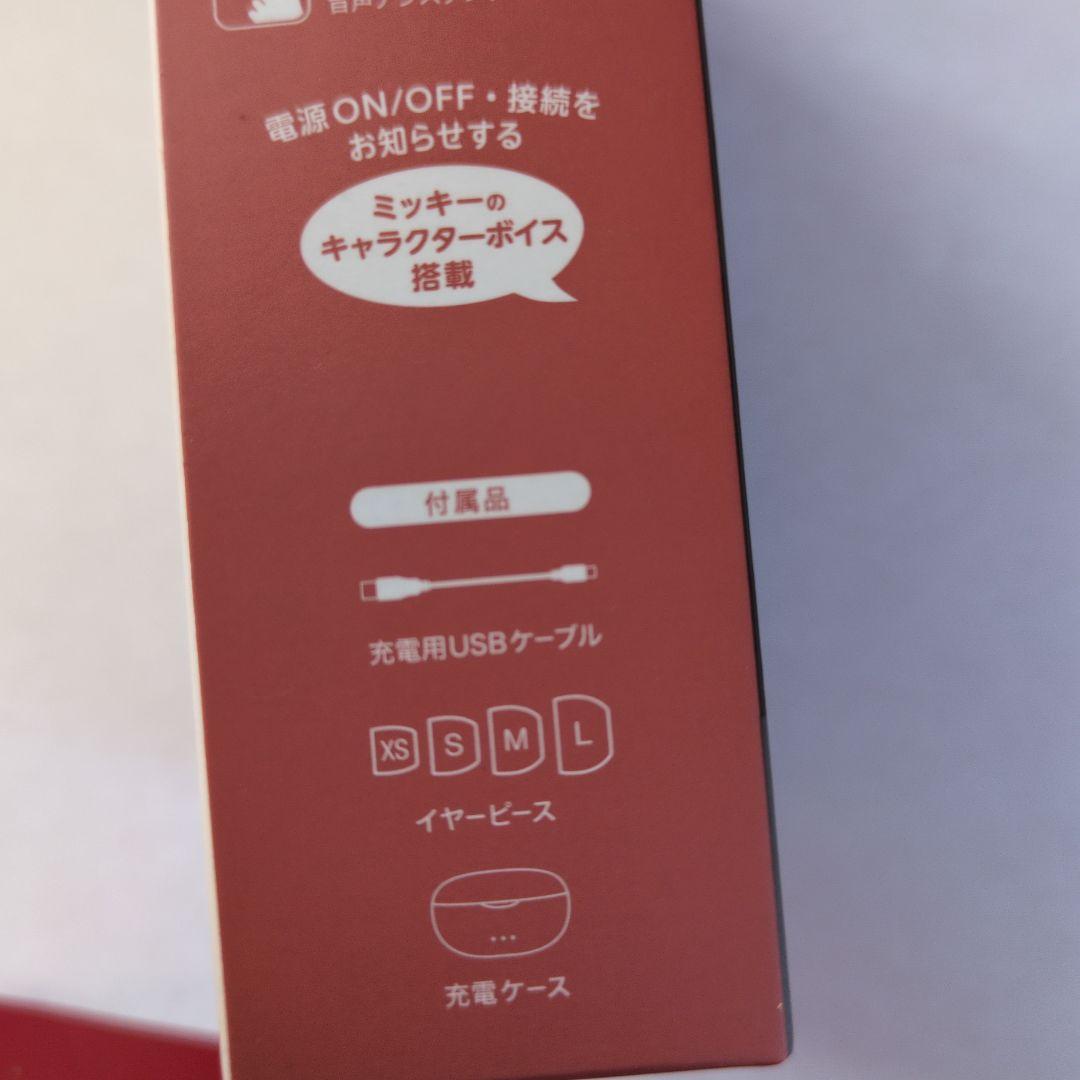 電源ON/OFF・接続を
お知らせする
ミッキーの
キャラクターボイス
搭載
付属品
充電用USBケーブル
XS S M L
イヤーピース
充電ケース